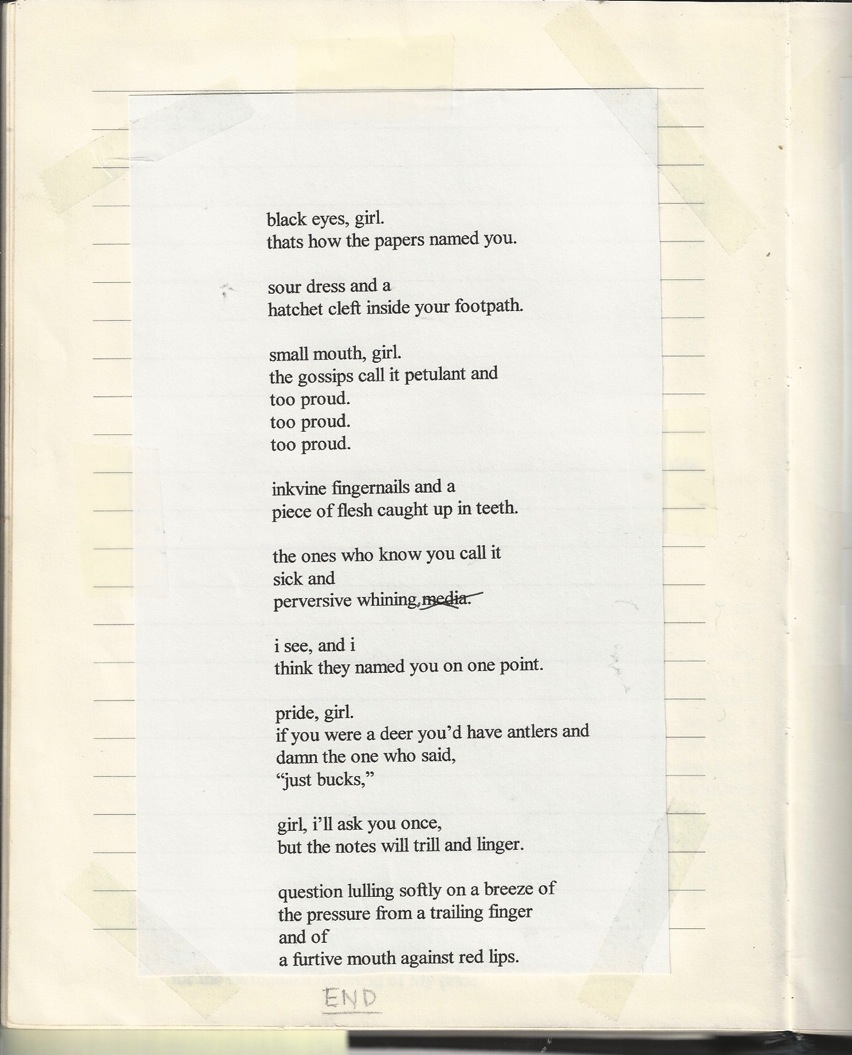 black eyes, girl.
thats how the papers named you.
sour dress and a
hatchet cleft inside your footpath.
small mouth, girl.
the gossips call it petulant and
too proud.
too proud.
too proud.
inkvine fingernails and a
piece of flesh caught up in teeth.
the ones who know you call it
sick and
perversive whining, media.
i see, and i
think they named you on one point.
pride, girl.
if you were a deer you’d have antlers and
damn the one who said,
“just bucks,”
girl, i’ll ask you once,
but the notes will trill and linger.
question lulling softly on a breeze of
the pressure from a trailing finger
and of
a furtive mouth against red lips.
END